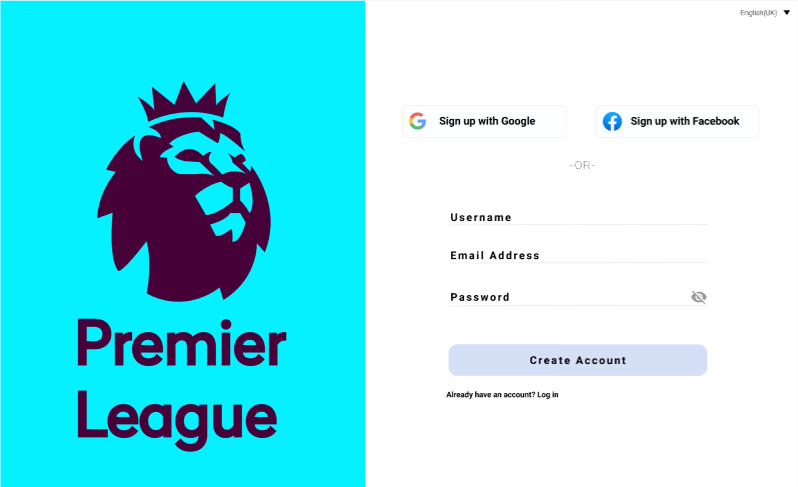 English(UK)
Sign up with Google
Sign up with Facebook
-OR-
Username
Email Address
Password
Create Account
Already have an account? Log in
Premier
League